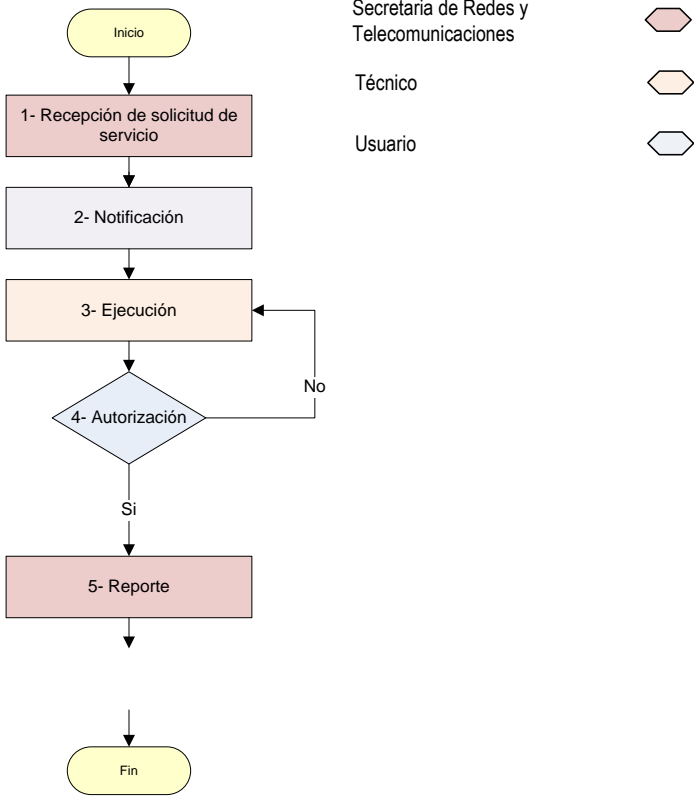 Inicio
1- Recepción de solicitud de
servicio
2- Notificación
3- Ejecución
4- Autorización
No
Si
5- Reporte
Fin
Secretaria de Redes y
Telecomunicaciones
Técnico
Usuario